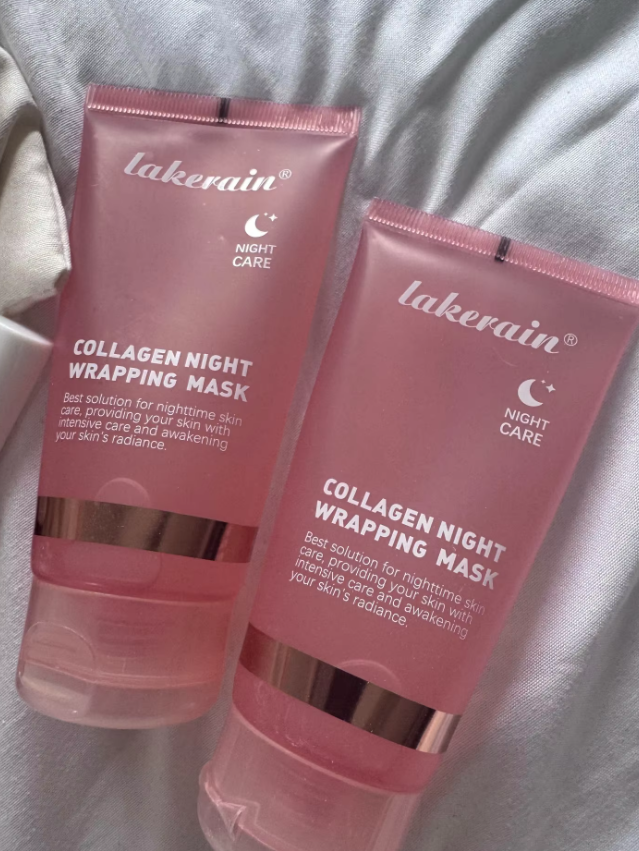 lakerain®
NIGHT
CARE
COLLAGEN NIGHT
WRAPPING MASK
Best solution for nighttime skin
care, providing your skin with
intensive care and awakening
your skin's radiance.
lakerain®
NIGHT
CARE
COLLAGEN NIGHT
WRAPPING MASK
Best solution for nighttime skin
care, providing your skin with
intensive care and awakening
your skin's radiance.